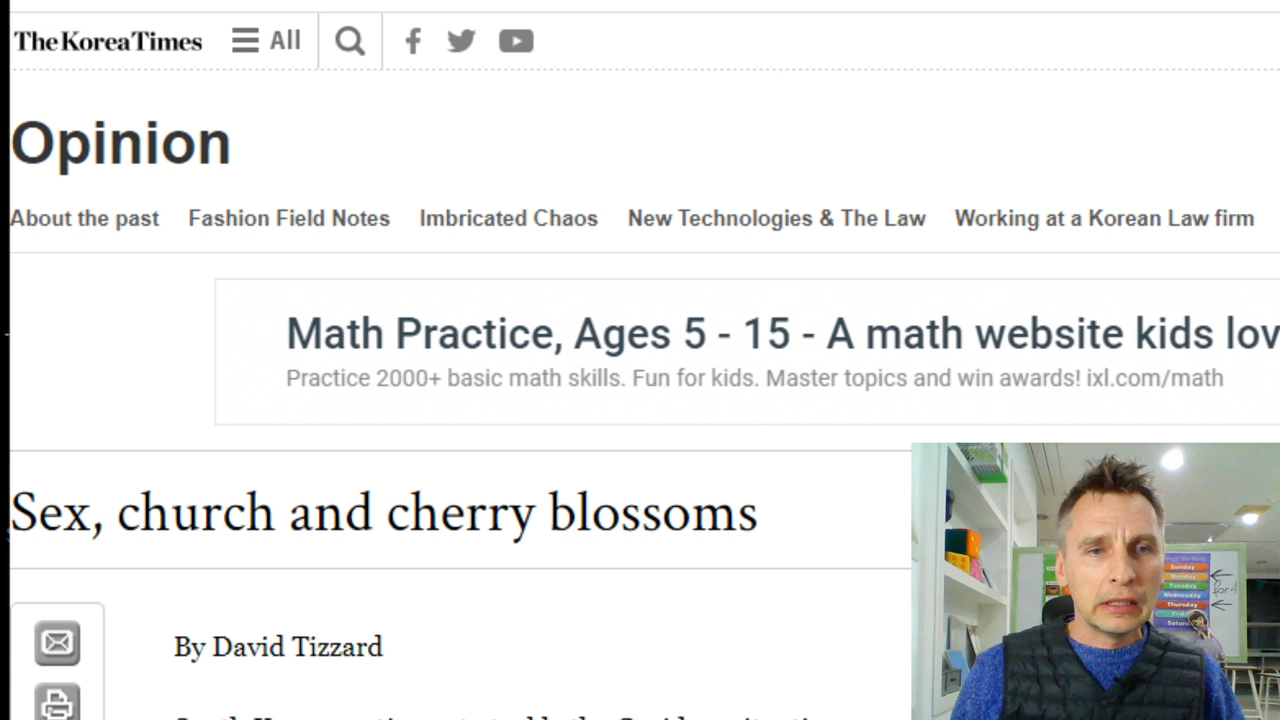 The Korea Times
All
Opinion
About the past Fashion Field Notes Imbricated Chaos New Technologies & The Law Working at a Korean Law firm
Math Practice, Ages 5 - 15 - A math website kids lov
Practice 2000+ basic math skills. Fun for kids. Master topics and win awards! ixl.com/math
Sex, church and cherry blossoms
By David Tizzard
Sunday
Monday
Tuesday
Wednesday
Thursday